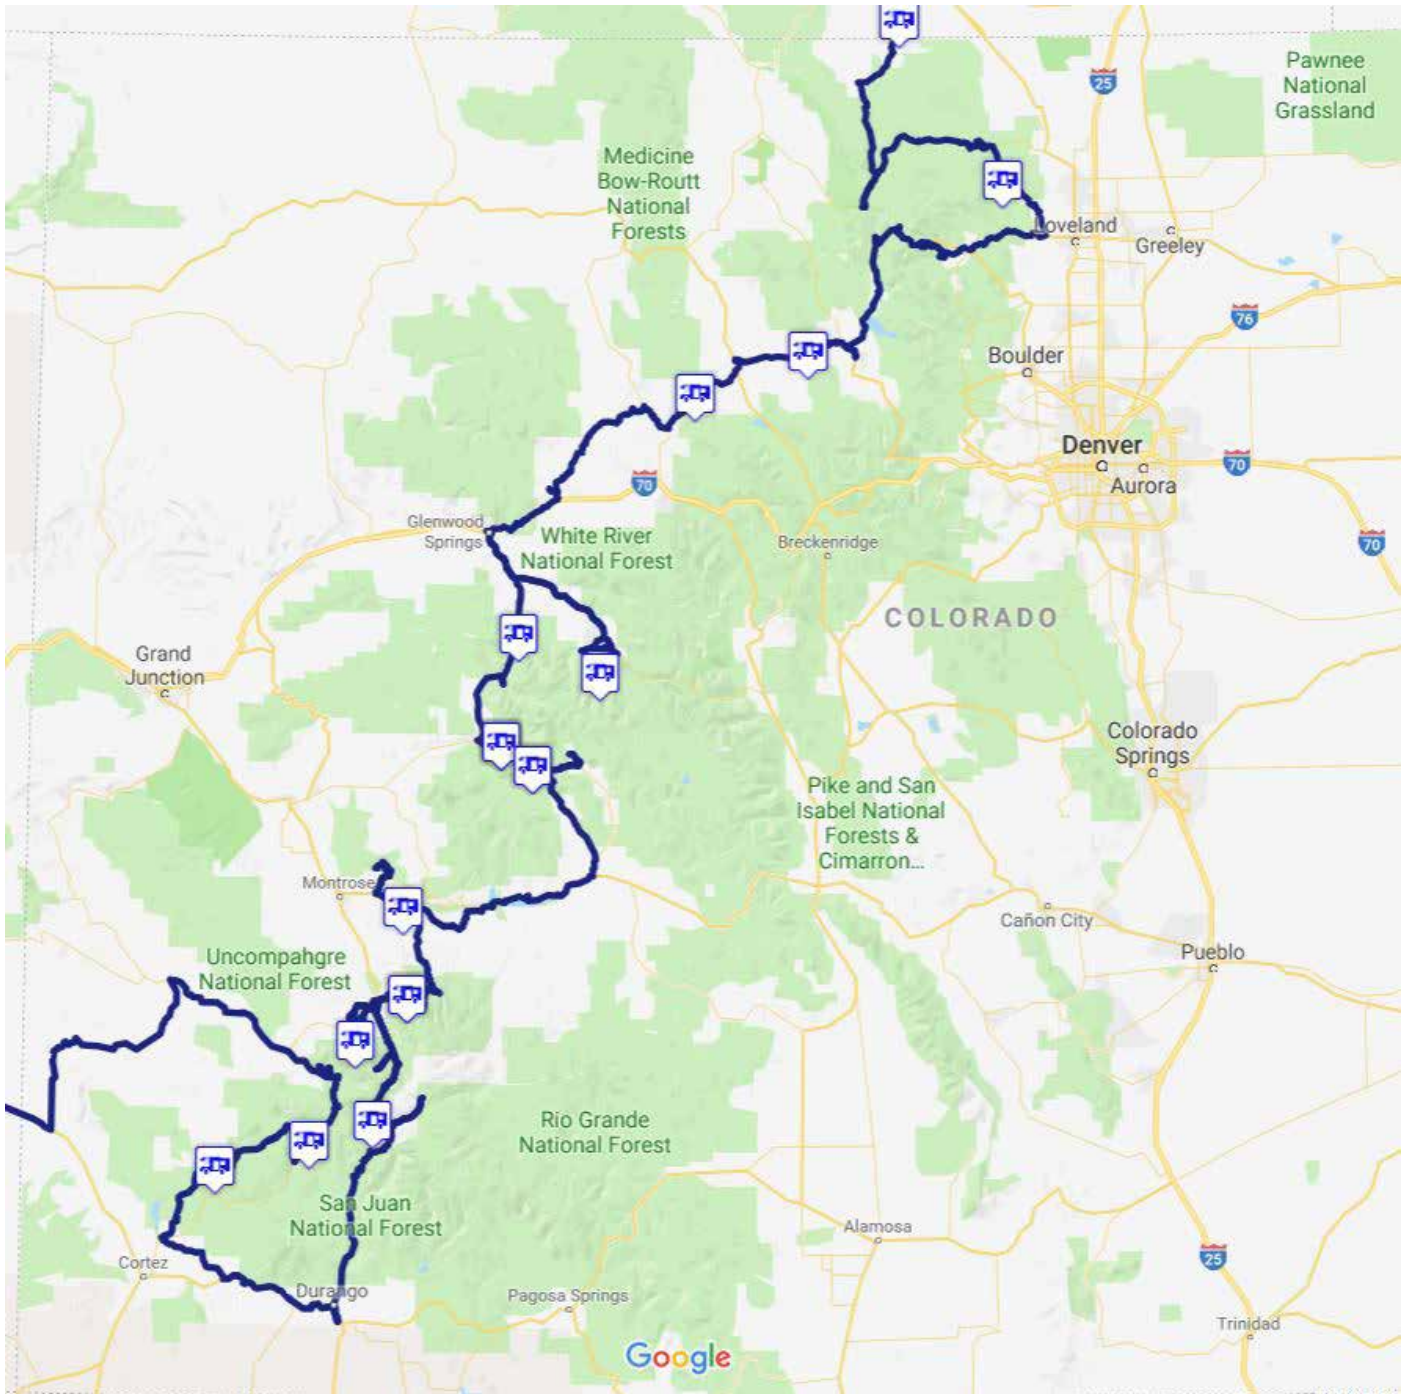 Pawnee
National
Grassland
25
Medicine
Bow-Routt
National
Forests
Loveland
Greeley
76
Boulder
Denver
Aurora
70
70
Glenwood
Springs
White River
National Forest
Breckenridge
70
COLORADO
Grand
Junction
Colorado
Springs
Pike and San
Isabel National
Forests &
Cimarron...
Montrose
Cañon City
Pueblo
Uncompahgre
National Forest
Rio Grande
National Forest
San Juan
National Forest
Alamosa
25
Cortez
Durango
Pagosa Springs
Trinidad
Google